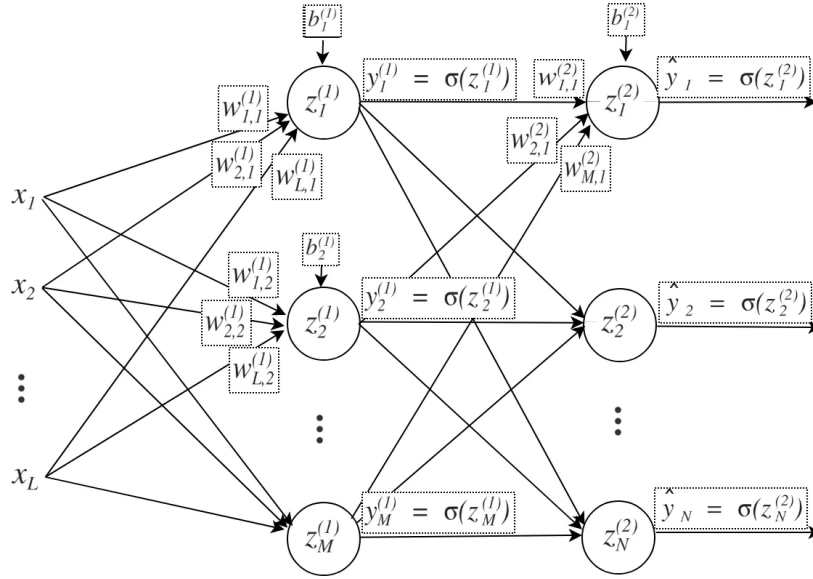 b_1^{(1)} b_1^{(2)}
z_1^{(1)} y_1^{(1)} = σ(z_1^{(1)}) w_{1,1}^{(2)} z_1^{(2)} ŷ_1 = σ(z_1^{(2)})
w_{1,1}^{(1)}
w_{2,1}^{(1)} w_{L,1}^{(1)} w_{2,1}^{(2)} w_{M,1}^{(2)}
x_1
b_2^{(1)}
w_{1,2}^{(1)}
x_2 y_2^{(1)} = σ(z_2^{(1)}) ŷ_2 = σ(z_2^{(2)})
w_{2,2}^{(1)} z_2^{(1)} z_2^{(2)}
w_{L,2}^{(1)}
⋮ ⋮ ⋮
x_L
y_M^{(1)} = σ(z_M^{(1)}) ŷ_N = σ(z_N^{(2)})
z_M^{(1)} z_N^{(2)}